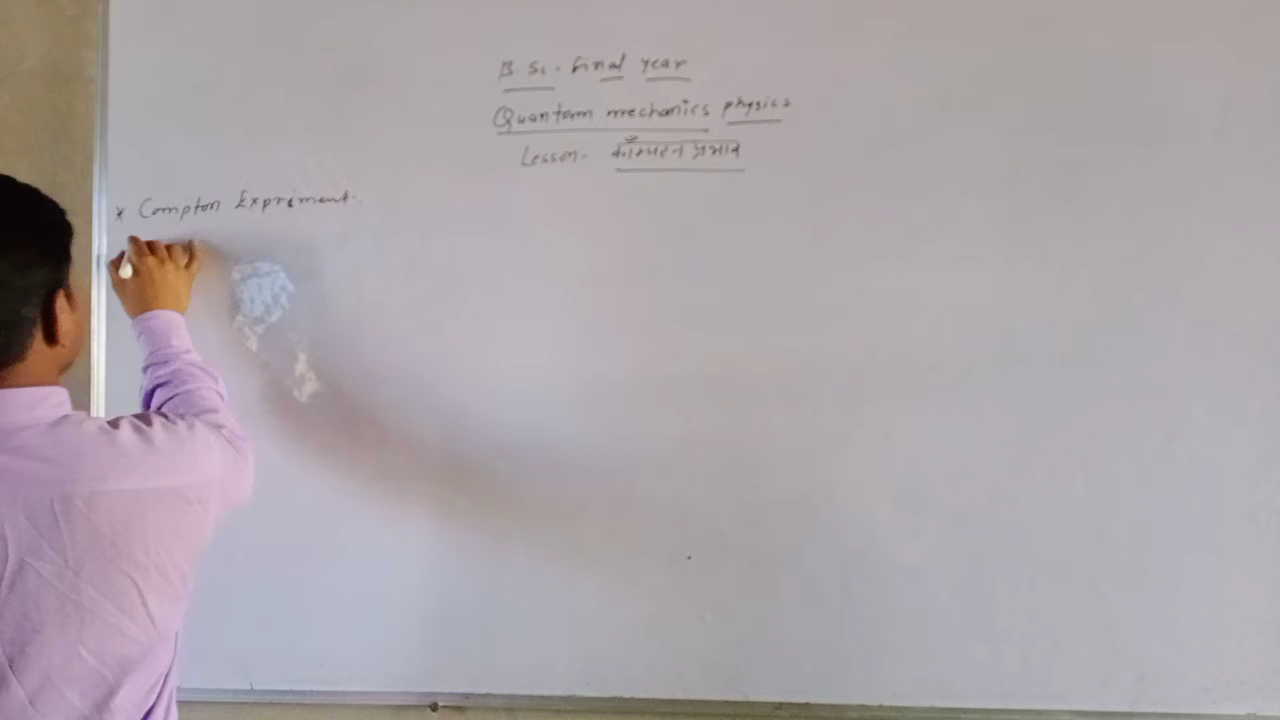 B. Sc. final year
Quantam mechanics physics
Lesson- कॉम्पटन प्रभाव
* Compton Expriment.